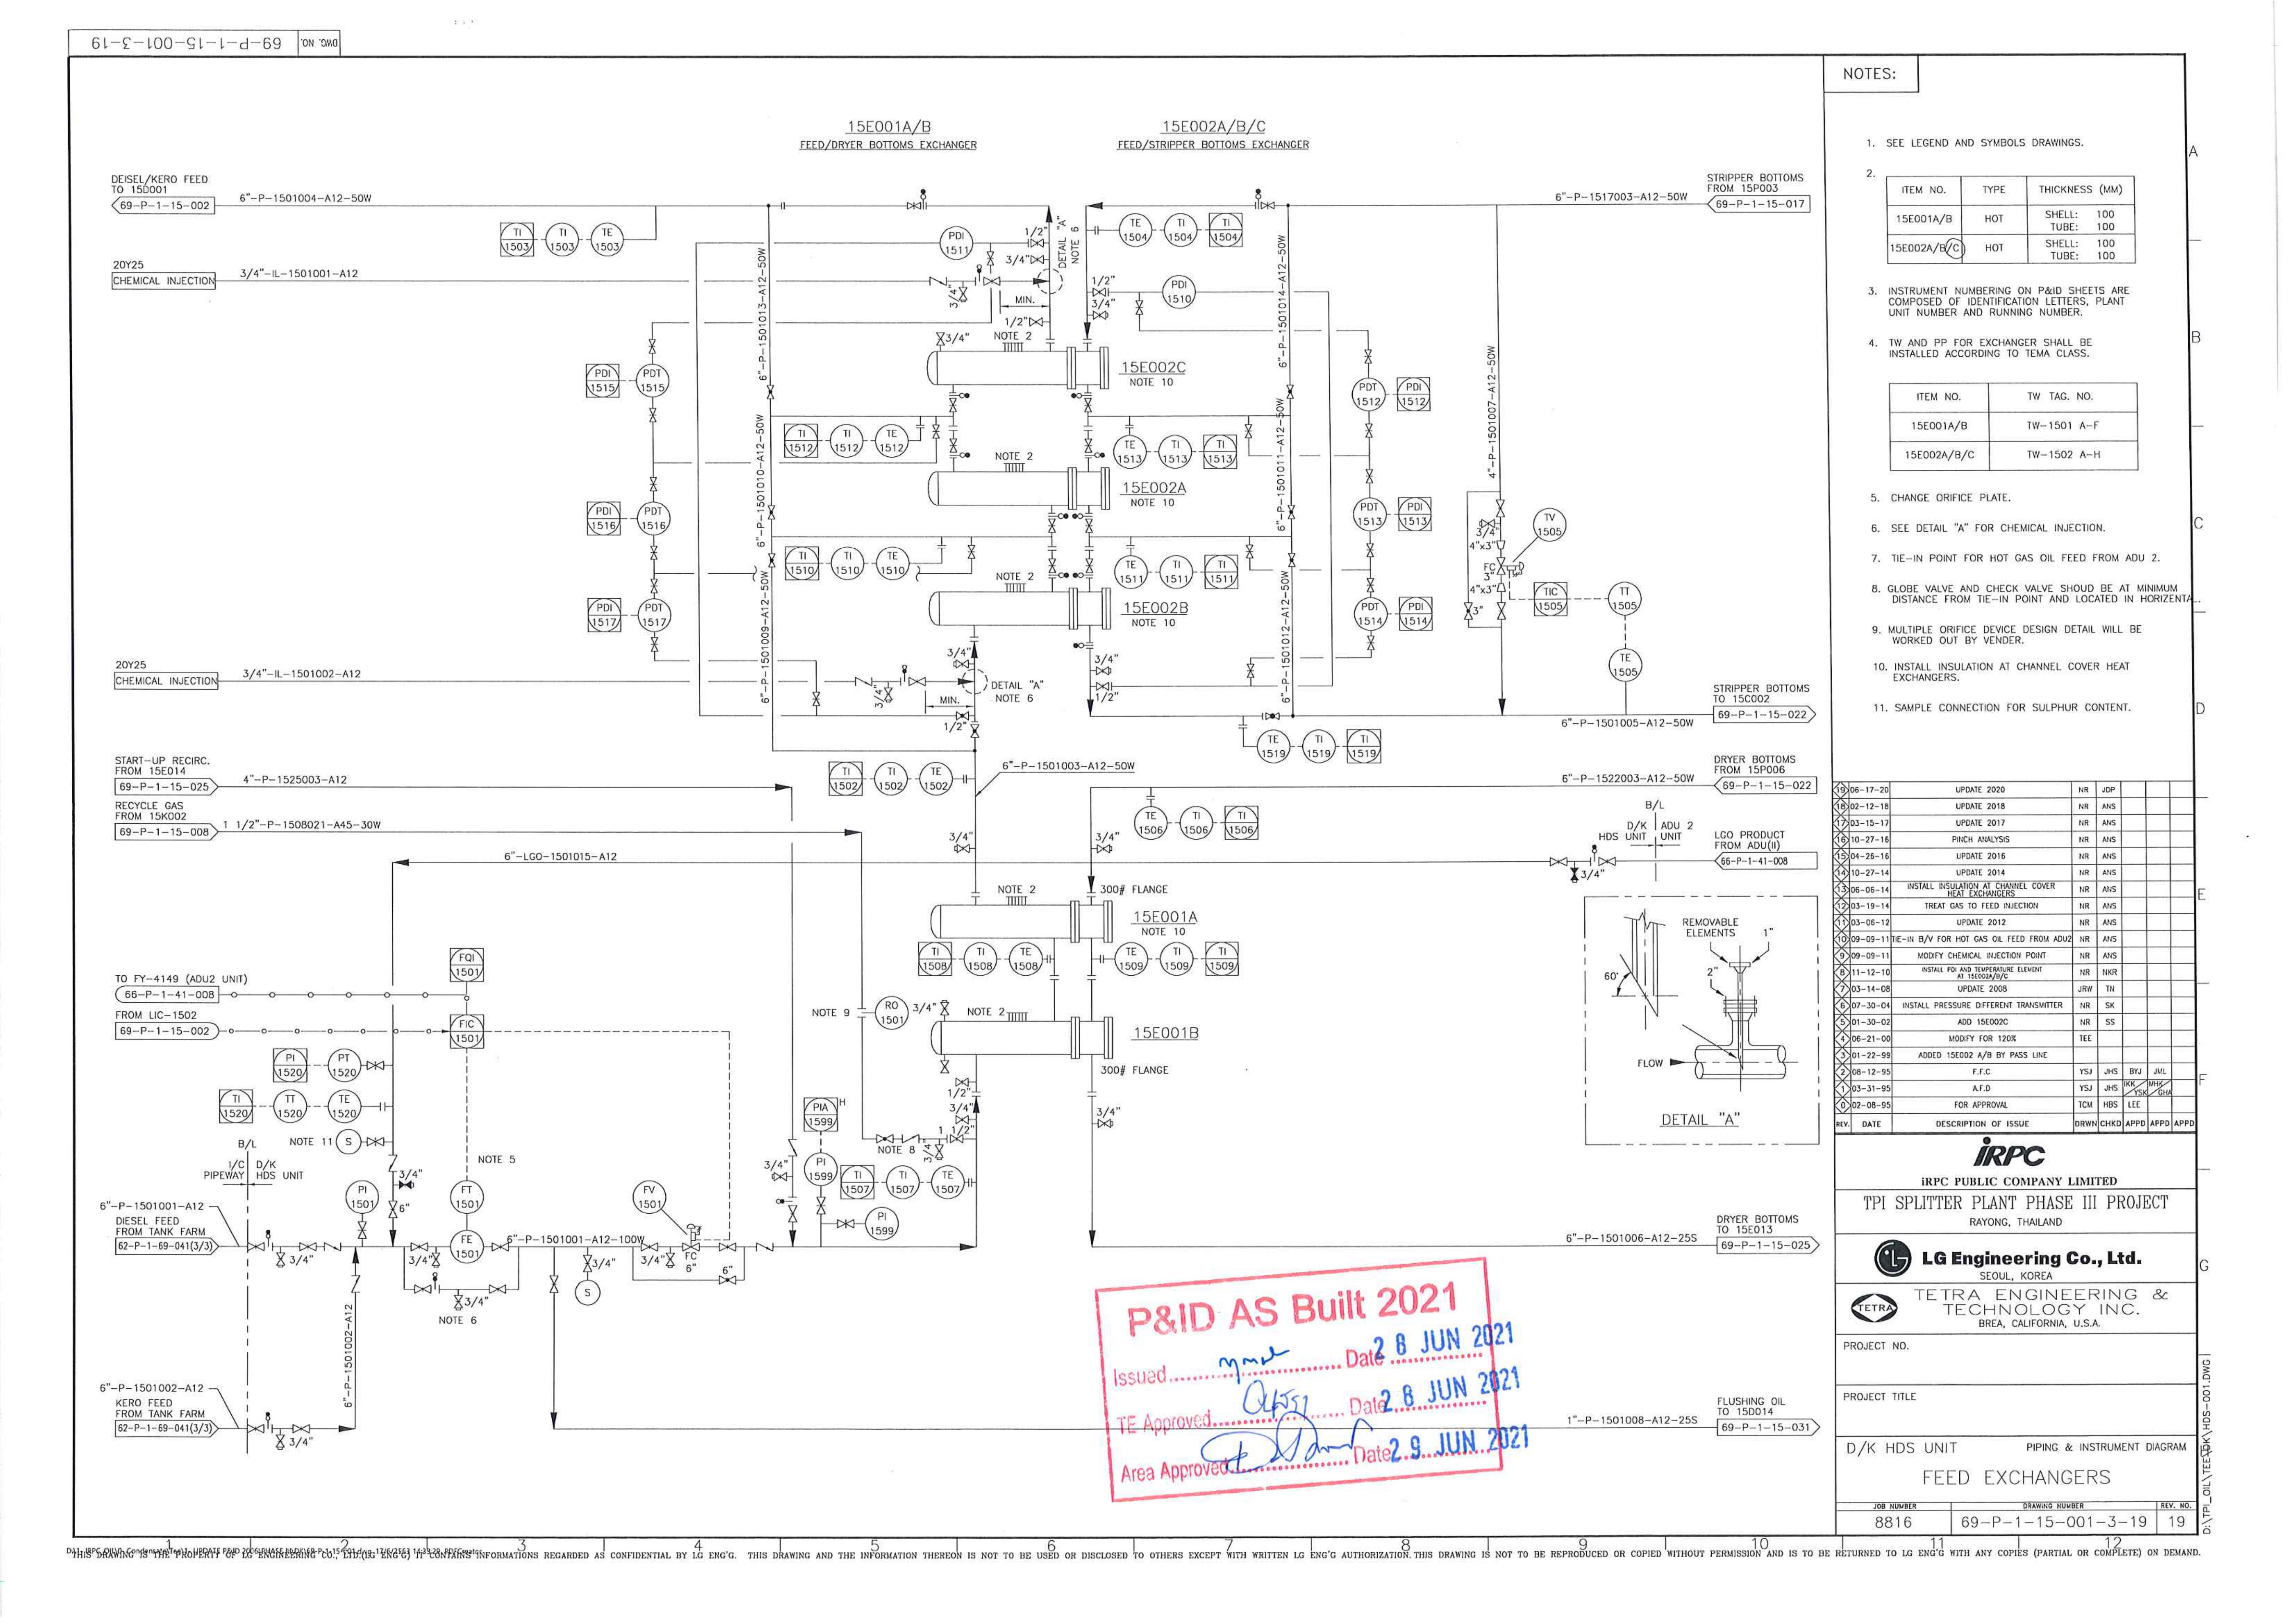 DWG. NO. 69-P-1-15-001-3-19
15E001A/B
FEED/DRYER BOTTOMS EXCHANGER
15E002A/B/C
FEED/STRIPPER BOTTOMS EXCHANGER
DEISEL/KERO FEED
TO 15D001
69-P-1-15-002
6"-P-1501004-A12-50W
STRIPPER BOTTOMS
FROM 15P003
6"-P-1517003-A12-50W
69-P-1-15-017
TI 1503
TI 1503
TE 1503
PDI 1511
1/2"
3/4"
DETAIL "A"
NOTE 6
TE 1504
TI 1504
TI 1504
20Y25
CHEMICAL INJECTION
3/4"-IL-1501001-A12
3/4"
MIN.
1/2"
1/2"
3/4"
PDI 1510
6"-P-1501013-A12-50W
6"-P-1501014-A12-50W
3/4"
NOTE 2
15E002C
NOTE 10
PDI 1515
PDT 1515
PDT 1512
PDI 1512
4"-P-1501007-A12-50W
6"-P-1501010-A12-50W
6"-P-1501011-A12-50W
TI 1512
TI 1512
TE 1512
TE 1513
TI 1513
TI 1513
NOTE 2
15E002A
NOTE 10
PDI 1516
PDT 1516
PDT 1513
PDI 1513
TV 1505
3/4"
4"x3"
FC
3"
4"x3"
3"
TIC 1505
TT 1505
TE 1505
TI 1510
TI 1510
TE 1510
TE 1511
TI 1511
TI 1511
NOTE 2
15E002B
NOTE 10
PDI 1517
PDT 1517
PDT 1514
PDI 1514
6"-P-1501009-A12-50W
6"-P-1501012-A12-50W
20Y25
CHEMICAL INJECTION
3/4"-IL-1501002-A12
3/4"
3/4"
DETAIL "A"
NOTE 6
MIN.
1/2"
3/4"
1/2"
STRIPPER BOTTOMS
TO 15C002
69-P-1-15-022
6"-P-1501005-A12-50W
TE 1519
TI 1519
TI 1519
START-UP RECIRC.
FROM 15E014
69-P-1-15-025
4"-P-1525003-A12
TI 1502
TI 1502
TE 1502
6"-P-1501003-A12-50W
DRYER BOTTOMS
FROM 15P006
6"-P-1522003-A12-50W
69-P-1-15-022
RECYCLE GAS
FROM 15K002
69-P-1-15-008
1 1/2"-P-1508021-A45-30W
TE 1506
TI 1506
TI 1506
3/4"
3/4"
B/L
D/K HDS UNIT
ADU 2 UNIT
LGO PRODUCT
FROM ADU(II)
66-P-1-41-008
3/4"
6"-LGO-1501015-A12
NOTE 2
300# FLANGE
15E001A
NOTE 10
TI 1508
TI 1508
TE 1508
TE 1509
TI 1509
TI 1509
REMOVABLE
ELEMENTS
1"
2"
60°
FLOW
DETAIL "A"
FQI 1501
TO FY-4149 (ADU2 UNIT)
66-P-1-41-008
FROM LIC-1502
69-P-1-15-002
FIC 1501
NOTE 9
RO 1501
3/4"
NOTE 2
15E001B
300# FLANGE
PI 1520
PT 1520
TI 1520
TT 1520
TE 1520
NOTE 11
S
PIA 1599
H
1/2"
3/4"
1 1/2"
3/4"
3/4"
NOTE 8
NOTE 5
B/L
I/C PIPEWAY
D/K HDS UNIT
3/4"
6"
PI 1501
FT 1501
FE 1501
FV 1501
3/4"
PI 1599
TI 1507
TI 1507
TE 1507
PI 1599
6"-P-1501001-A12
DIESEL FEED
FROM TANK FARM
62-P-1-69-041(3/3)
3/4"
3/4"
6"-P-1501001-A12-100W
3/4"
3/4"
FC
6"
6"
S
3/4"
NOTE 6
DRYER BOTTOMS
TO 15E013
6"-P-1501006-A12-25S
69-P-1-15-025
6"-P-1501002-A12
6"-P-1501002-A12
KERO FEED
FROM TANK FARM
62-P-1-69-041(3/3)
3/4"
FLUSHING OIL
TO 15D014
1"-P-1501008-A12-25S
69-P-1-15-031
P&ID AS Built 2021
Issued Date 28 JUN 2021
TE Approved Date 28 JUN 2021
Area Approved Date 29 JUN 2021
NOTES:
1. SEE LEGEND AND SYMBOLS DRAWINGS.
2.
ITEM NO. TYPE THICKNESS (MM)
15E001A/B HOT SHELL: 100
TUBE: 100
15E002A/B/C HOT SHELL: 100
TUBE: 100
3. INSTRUMENT NUMBERING ON P&ID SHEETS ARE
COMPOSED OF IDENTIFICATION LETTERS, PLANT
UNIT NUMBER AND RUNNING NUMBER.
4. TW AND PP FOR EXCHANGER SHALL BE
INSTALLED ACCORDING TO TEMA CLASS.
ITEM NO. TW TAG. NO.
15E001A/B TW-1501 A-F
15E002A/B/C TW-1502 A-H
5. CHANGE ORIFICE PLATE.
6. SEE DETAIL "A" FOR CHEMICAL INJECTION.
7. TIE-IN POINT FOR HOT GAS OIL FEED FROM ADU 2.
8. GLOBE VALVE AND CHECK VALVE SHOUD BE AT MINIMUM
DISTANCE FROM TIE-IN POINT AND LOCATED IN HORIZENTA
9. MULTIPLE ORIFICE DEVICE DESIGN DETAIL WILL BE
WORKED OUT BY VENDER.
10. INSTALL INSULATION AT CHANNEL COVER HEAT
EXCHANGERS.
11. SAMPLE CONNECTION FOR SULPHUR CONTENT.
19 06-17-20 UPDATE 2020 NR JDP
18 02-12-18 UPDATE 2018 NR ANS
17 03-15-17 UPDATE 2017 NR ANS
16 10-27-16 PINCH ANALYSIS NR ANS
15 04-26-16 UPDATE 2016 NR ANS
14 10-27-14 UPDATE 2014 NR ANS
13 06-06-14 INSTALL INSULATION AT CHANNEL COVER HEAT EXCHANGERS NR ANS
12 03-19-14 TREAT GAS TO FEED INJECTION NR ANS
11 03-06-12 UPDATE 2012 NR ANS
10 09-09-11 TIE-IN B/V FOR HOT GAS OIL FEED FROM ADU2 NR ANS
9 09-09-11 MODIFY CHEMICAL INJECTION POINT NR ANS
8 11-12-10 INSTALL PDI AND TEMPERATURE ELEMENT AT 15E002A/B/C NR NKR
7 03-14-08 UPDATE 2008 JRW TN
6 07-30-04 INSTALL PRESSURE DIFFERENT TRANSMITTER NR SK
5 01-30-02 ADD 15E002C NR SS
4 06-21-00 MODIFY FOR 120% TEE
3 01-22-99 ADDED 15E002 A/B BY PASS LINE
2 08-12-95 F.F.C YSJ JHS BYJ JML
1 03-31-95 A.F.D YSJ JHS IKK/YSK MHK/GHA
0 02-08-95 FOR APPROVAL TCM HBS LEE
REV. DATE DESCRIPTION OF ISSUE DRWN CHKD APPD APPD APPD
iRPC
iRPC PUBLIC COMPANY LIMITED
TPI SPLITTER PLANT PHASE III PROJECT
RAYONG, THAILAND
LG Engineering Co., Ltd.
SEOUL, KOREA
TETRA
TETRA ENGINEERING &
TECHNOLOGY INC.
BREA, CALIFORNIA, U.S.A.
PROJECT NO.
PROJECT TITLE
D/K HDS UNIT PIPING & INSTRUMENT DIAGRAM
FEED EXCHANGERS
JOB NUMBER DRAWING NUMBER REV. NO.
8816 69-P-1-15-001-3-19 19
A
B
C
D
E
F
G
1 2 3 4 5 6 7 8 9 10 11 12
THIS DRAWING IS THE PROPERTY OF LG ENGINEERING CO., LTD.(LG ENG'G) IT CONTAINS INFORMATIONS REGARDED AS CONFIDENTIAL BY LG ENG'G. THIS DRAWING AND THE INFORMATION THEREON IS NOT TO BE USED OR DISCLOSED TO OTHERS EXCEPT WITH WRITTEN LG ENG'G AUTHORIZATION. THIS DRAWING IS NOT TO BE REPRODUCED OR COPIED WITHOUT PERMISSION AND IS TO BE RETURNED TO LG ENG'G WITH ANY COPIES (PARTIAL OR COMPLETE) ON DEMAND.